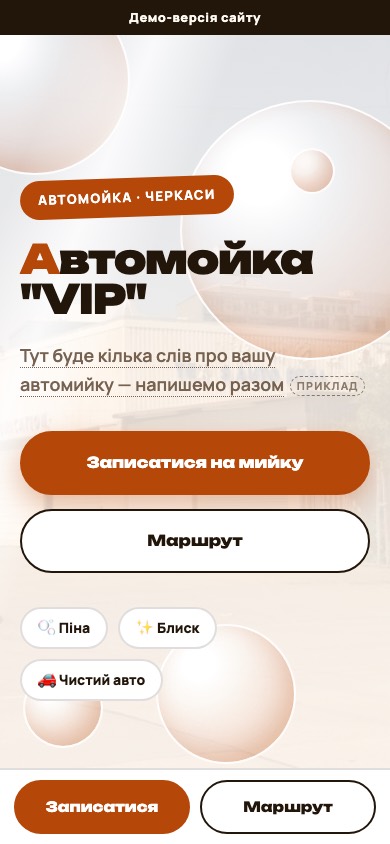 Демо-версія сайту
АВТОМОЙКА · ЧЕРКАСИ
Автомойка
"VIP"
Тут буде кілька слів про вашу
автомийку — напишемо разом ПРИКЛАД
Записатися на мийку
Маршрут
🫧 Піна ✨ Блиск
🚗 Чистий авто
Записатися Маршрут